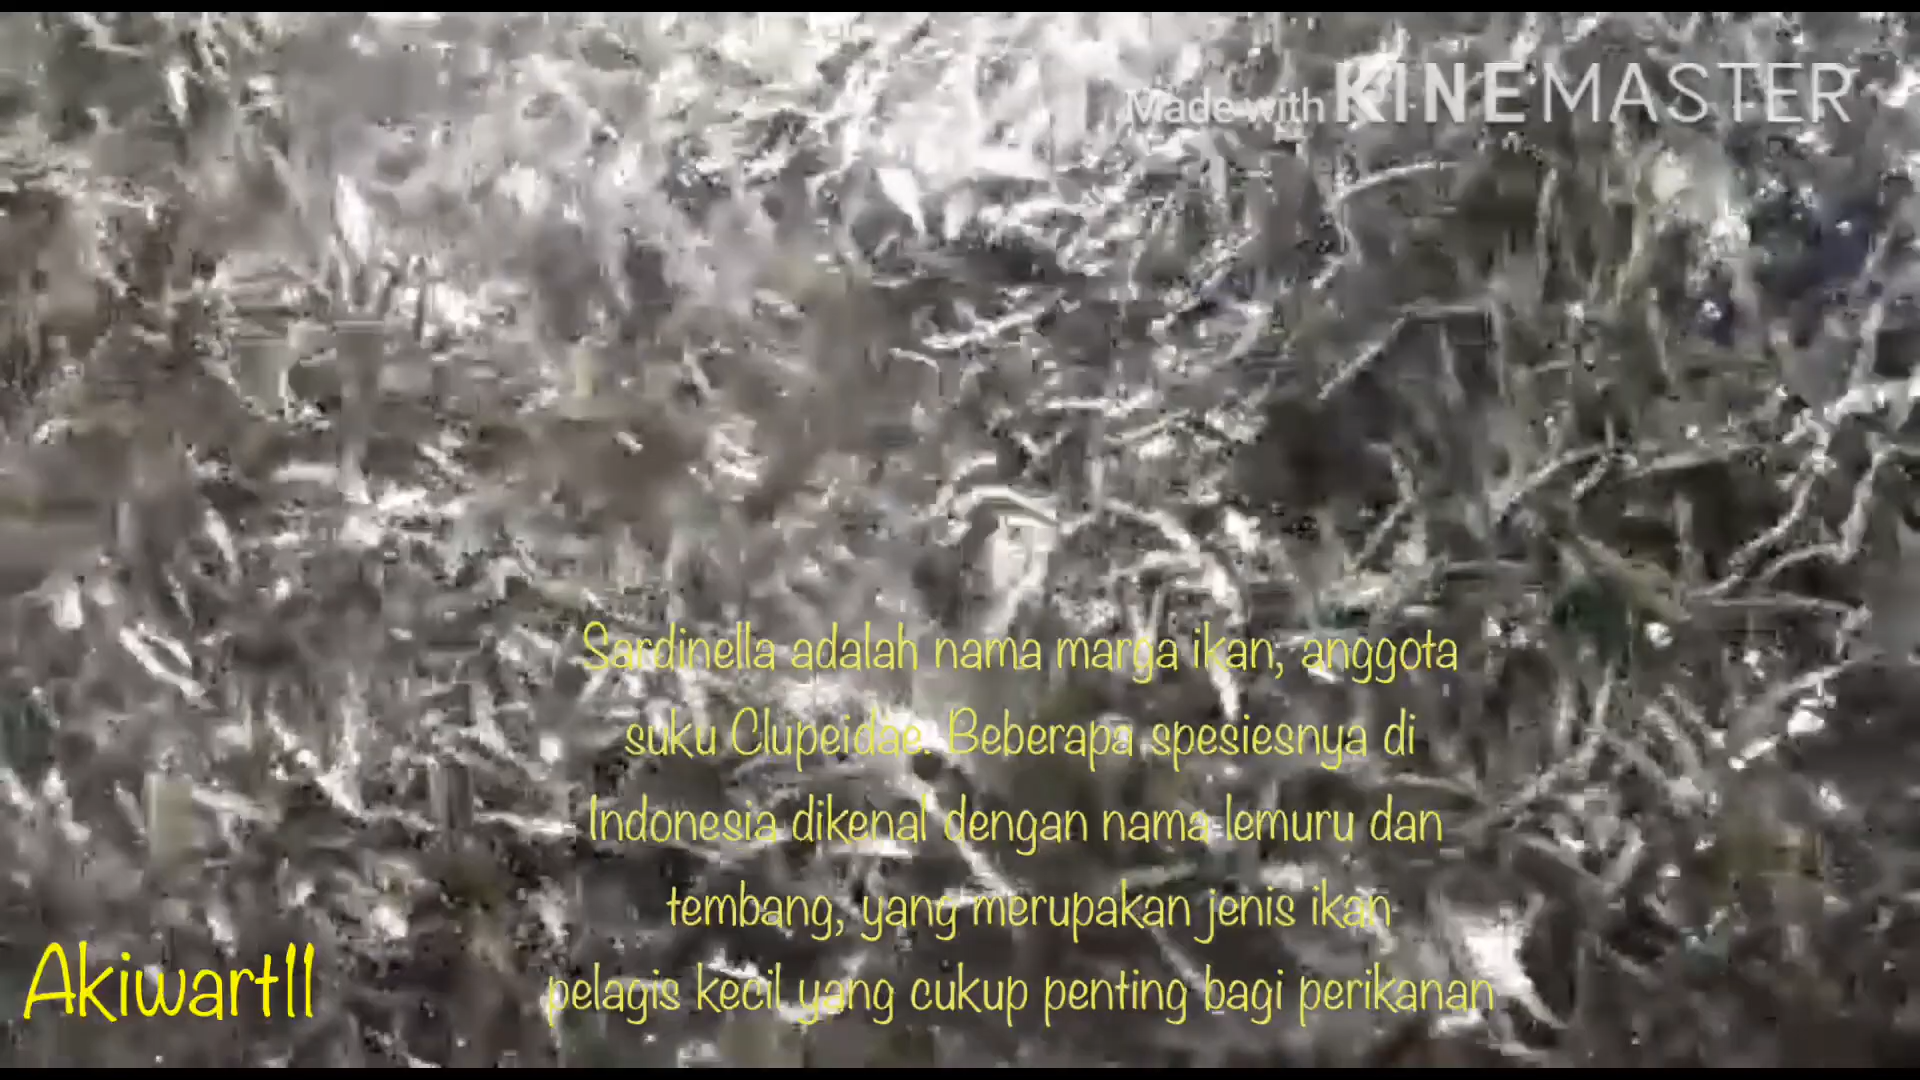 Made with KINEMASTER
Sardinella adalah nama marga ikan, anggota
suku Clupeidae. Beberapa spesiesnya di
Indonesia dikenal dengan nama lemuru dan
tembang, yang merupakan jenis ikan
pelagis kecil yang cukup penting bagi perikanan
Akiwart11